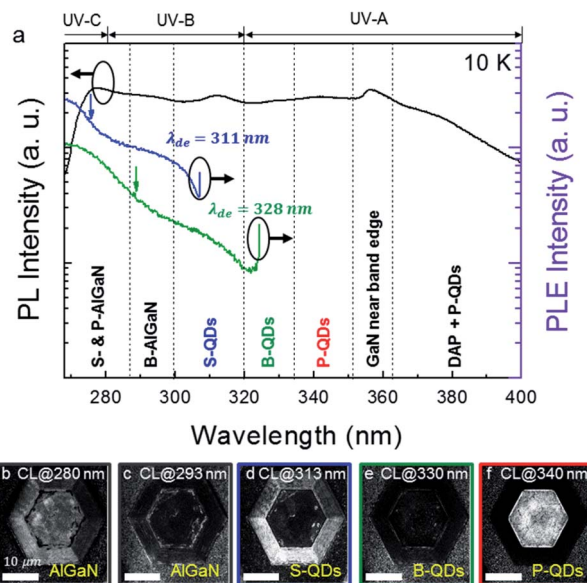 UV-C UV-B UV-A
a
10 K
λde = 311 nm
λde = 328 nm
PL Intensity (a. u.)
PLE Intensity (a. u.)
S- & P-AlGaN
B-AlGaN
S-QDs
B-QDs
P-QDs
GaN near band edge
DAP + P-QDs
280 300 320 340 360 380 400
Wavelength (nm)
b CL@280 nm
10 μm
AlGaN
c CL@293 nm
AlGaN
d CL@313 nm
S-QDs
e CL@330 nm
B-QDs
f CL@340 nm
P-QDs